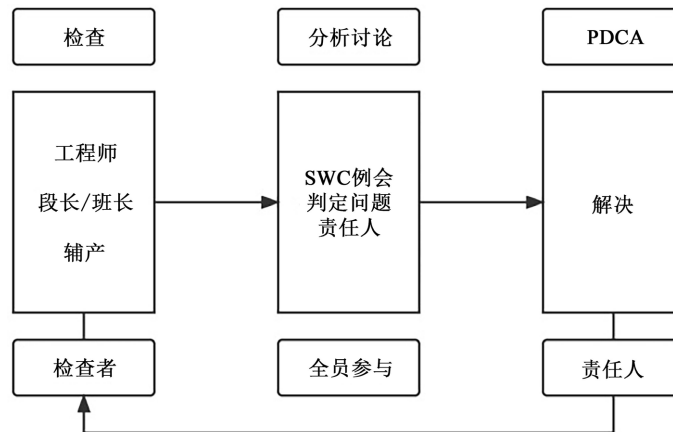 检查
分析讨论
PDCA
工程师
段长/班长
辅产
SWC例会
判定问题
责任人
解决
检查者
全员参与
责任人